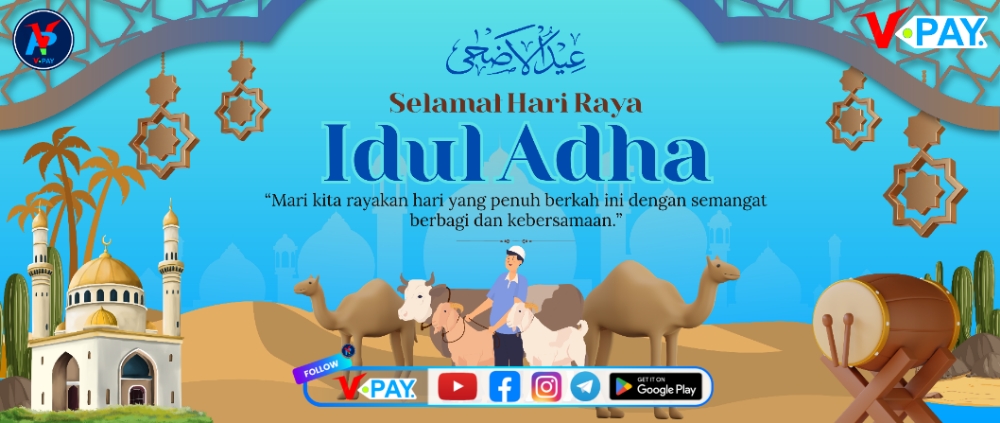 V•PAY
V•PAY.
عيد الأضحى
Selamat Hari Raya
Idul Adha
“Mari kita rayakan hari yang penuh berkah ini dengan semangat
berbagi dan kebersamaan.”
FOLLOW
V•PAY.
GET IT ON
Google Play